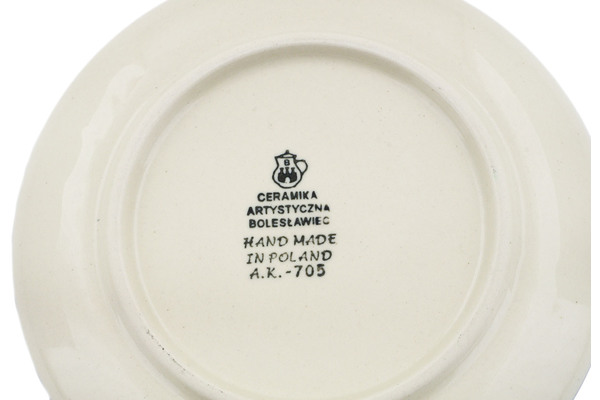 B
CERAMIKA
ARTYSTYCZNA
BOLESŁAWIEC
HAND MADE
IN POLAND
A.K.-705